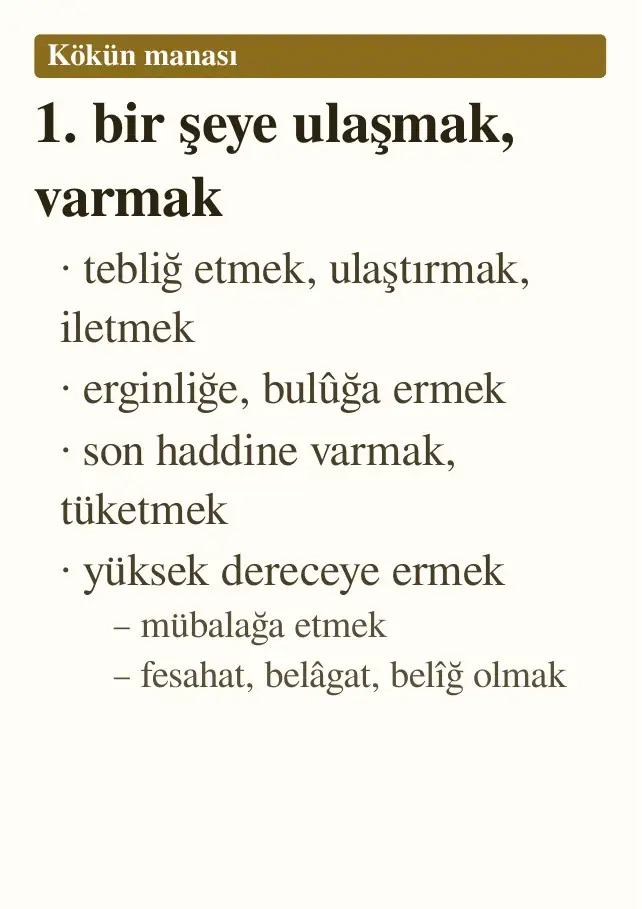 Kökün manası
1. bir şeye ulaşmak,
varmak
· tebliğ etmek, ulaştırmak,
iletmek
· erginliğe, bulûğa ermek
· son haddine varmak,
tüketmek
· yüksek dereceye ermek
– mübalağa etmek
– fesahat, belâgat, belîğ olmak